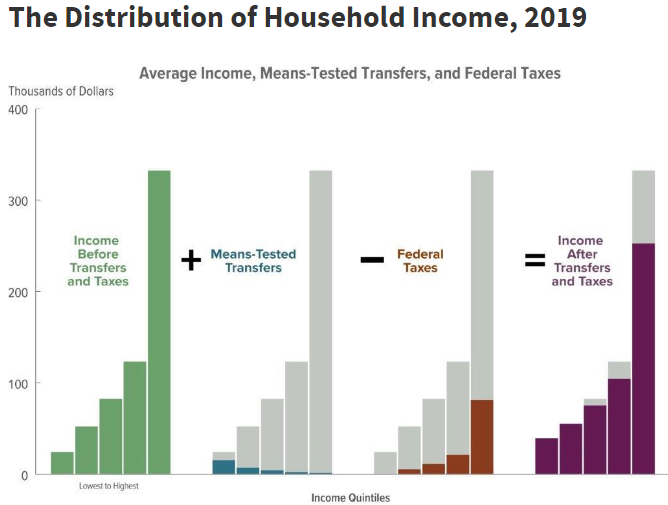 The Distribution of Household Income, 2019
Average Income, Means-Tested Transfers, and Federal Taxes
Thousands of Dollars
400
300
200
100
0
Income
Before
Transfers
and Taxes
+
Means-Tested
Transfers
−
Federal
Taxes
=
Income
After
Transfers
and Taxes
Lowest to Highest
Income Quintiles